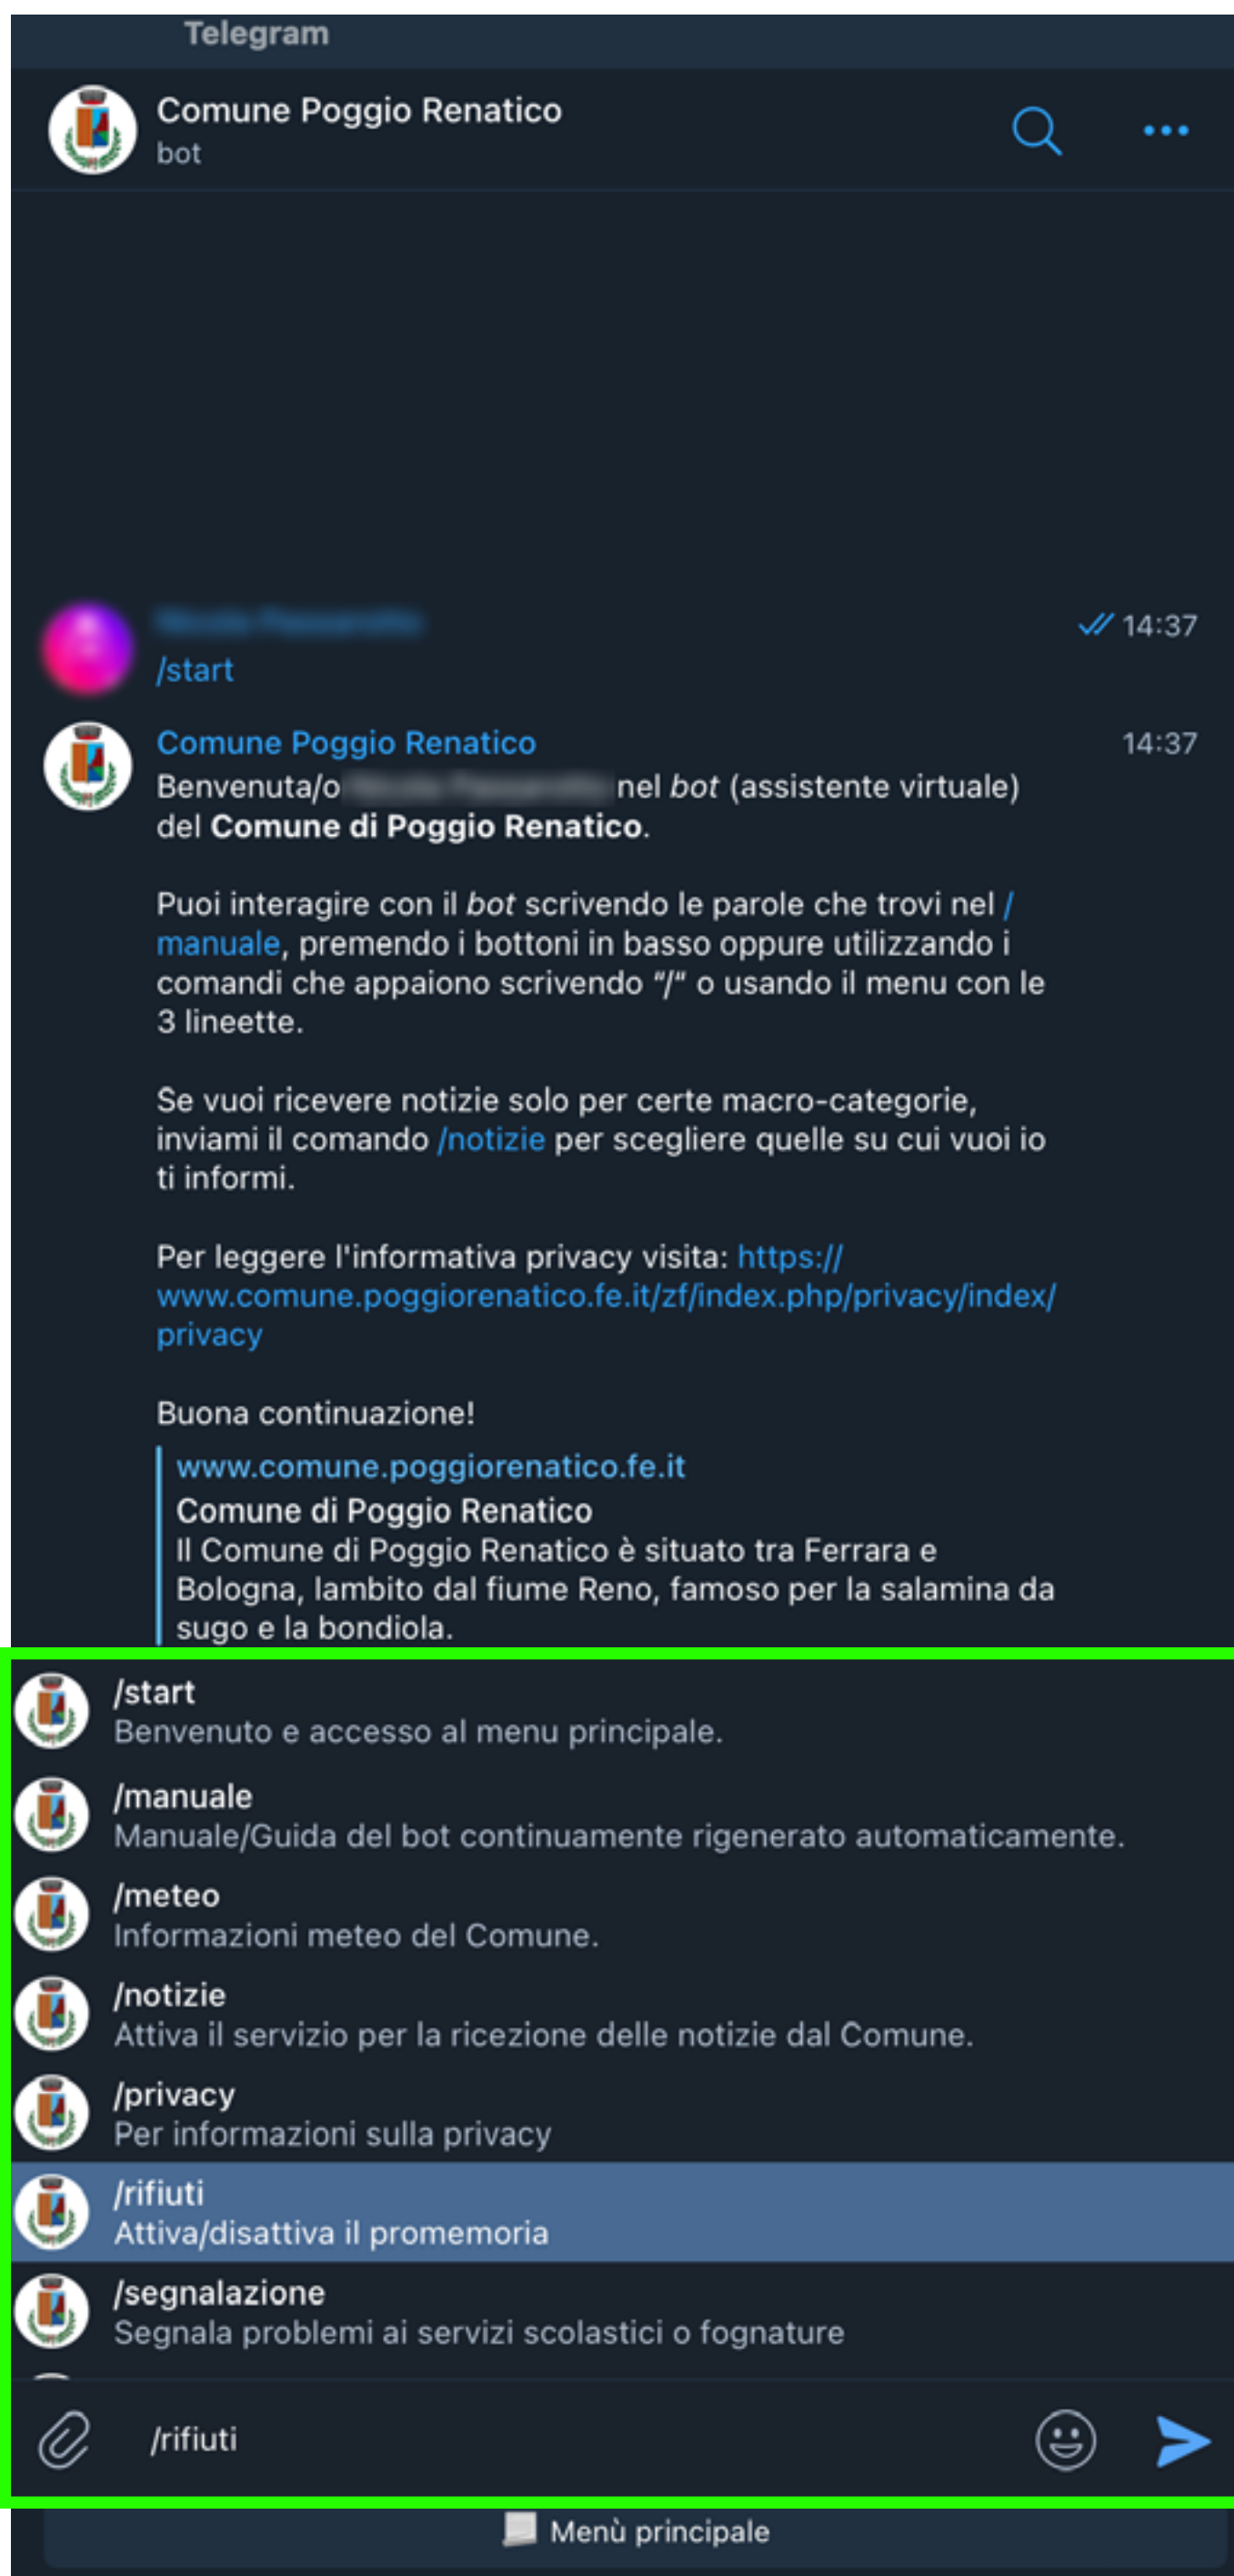 Telegram
Comune Poggio Renatico
bot
14:37
/start
Comune Poggio Renatico 14:37
Benvenuta/o nel bot (assistente virtuale)
del Comune di Poggio Renatico.
Puoi interagire con il bot scrivendo le parole che trovi nel /
manuale, premendo i bottoni in basso oppure utilizzando i
comandi che appaiono scrivendo "/" o usando il menu con le
3 lineette.
Se vuoi ricevere notizie solo per certe macro-categorie,
inviami il comando /notizie per scegliere quelle su cui vuoi io
ti informi.
Per leggere l'informativa privacy visita: https://
www.comune.poggiorenatico.fe.it/zf/index.php/privacy/index/
privacy
Buona continuazione!
www.comune.poggiorenatico.fe.it
Comune di Poggio Renatico
Il Comune di Poggio Renatico è situato tra Ferrara e
Bologna, lambito dal fiume Reno, famoso per la salamina da
sugo e la bondiola.
/start
Benvenuto e accesso al menu principale.
/manuale
Manuale/Guida del bot continuamente rigenerato automaticamente.
/meteo
Informazioni meteo del Comune.
/notizie
Attiva il servizio per la ricezione delle notizie dal Comune.
/privacy
Per informazioni sulla privacy
/rifiuti
Attiva/disattiva il promemoria
/segnalazione
Segnala problemi ai servizi scolastici o fognature
/rifiuti
Menù principale